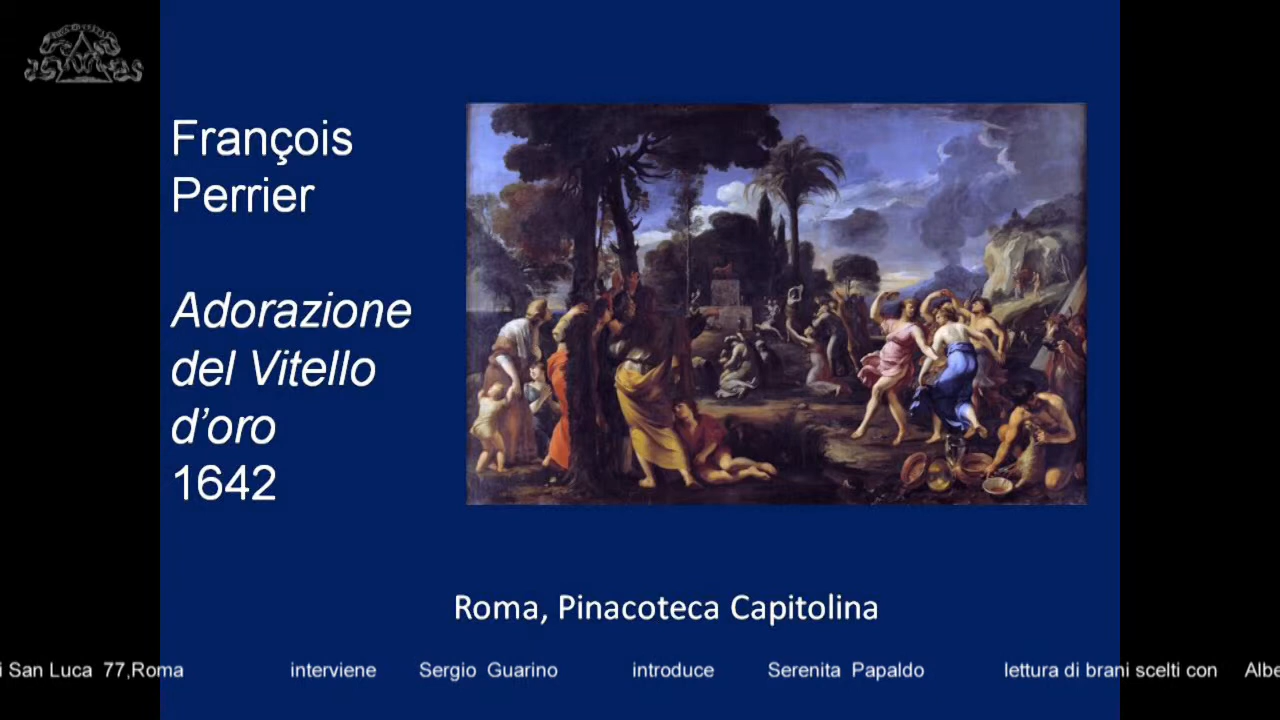 François
Perrier
Adorazione
del Vitello
d’oro
1642
Roma, Pinacoteca Capitolina
i San Luca 77,Roma interviene Sergio Guarino introduce Serenita Papaldo lettura di brani scelti con Albe